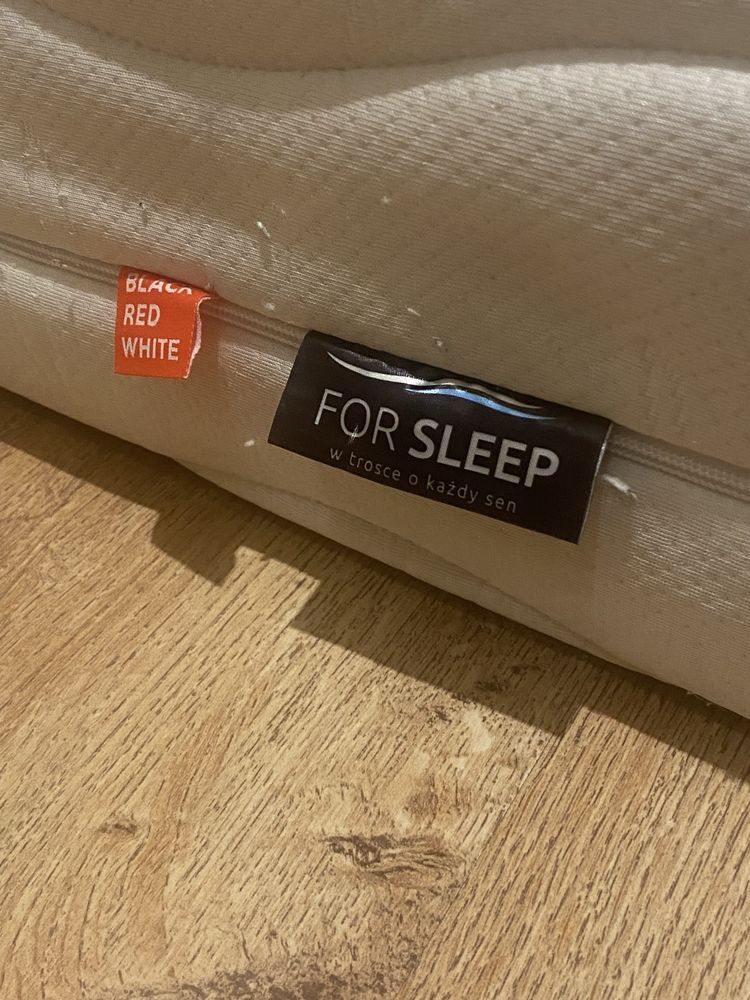 BLACK
RED
WHITE
FOR SLEEP
w trosce o każdy sen